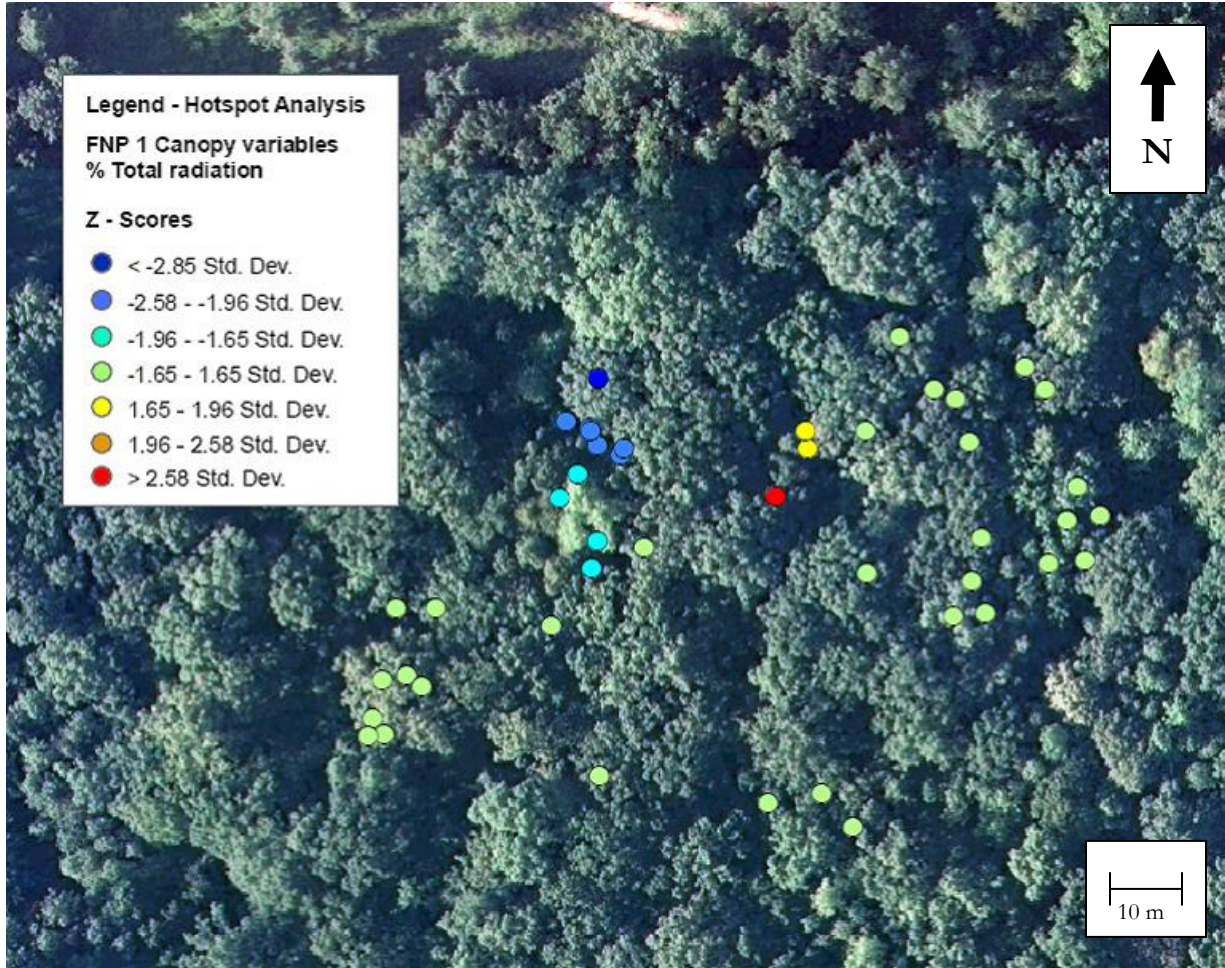 Legend - Hotspot Analysis
FNP 1 Canopy variables
% Total radiation
Z - Scores
< -2.85 Std. Dev.
-2.58 - -1.96 Std. Dev.
-1.96 - -1.65 Std. Dev.
-1.65 - 1.65 Std. Dev.
1.65 - 1.96 Std. Dev.
1.96 - 2.58 Std. Dev.
> 2.58 Std. Dev.
N
10 m